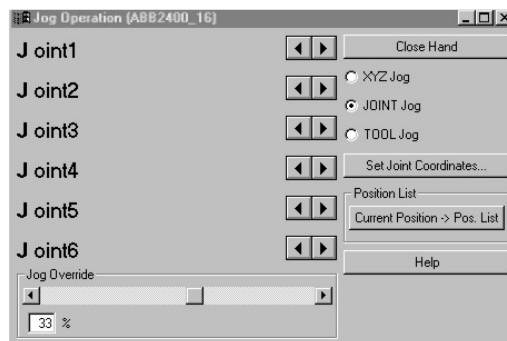 Jog Operation (ABB2400_16)
J oint1
J oint2
J oint3
J oint4
J oint5
J oint6
Close Hand
XYZ Jog
JOINT Jog
TOOL Jog
Set Joint Coordinates...
Position List
Current Position -> Pos. List
Help
Jog Override
33 %